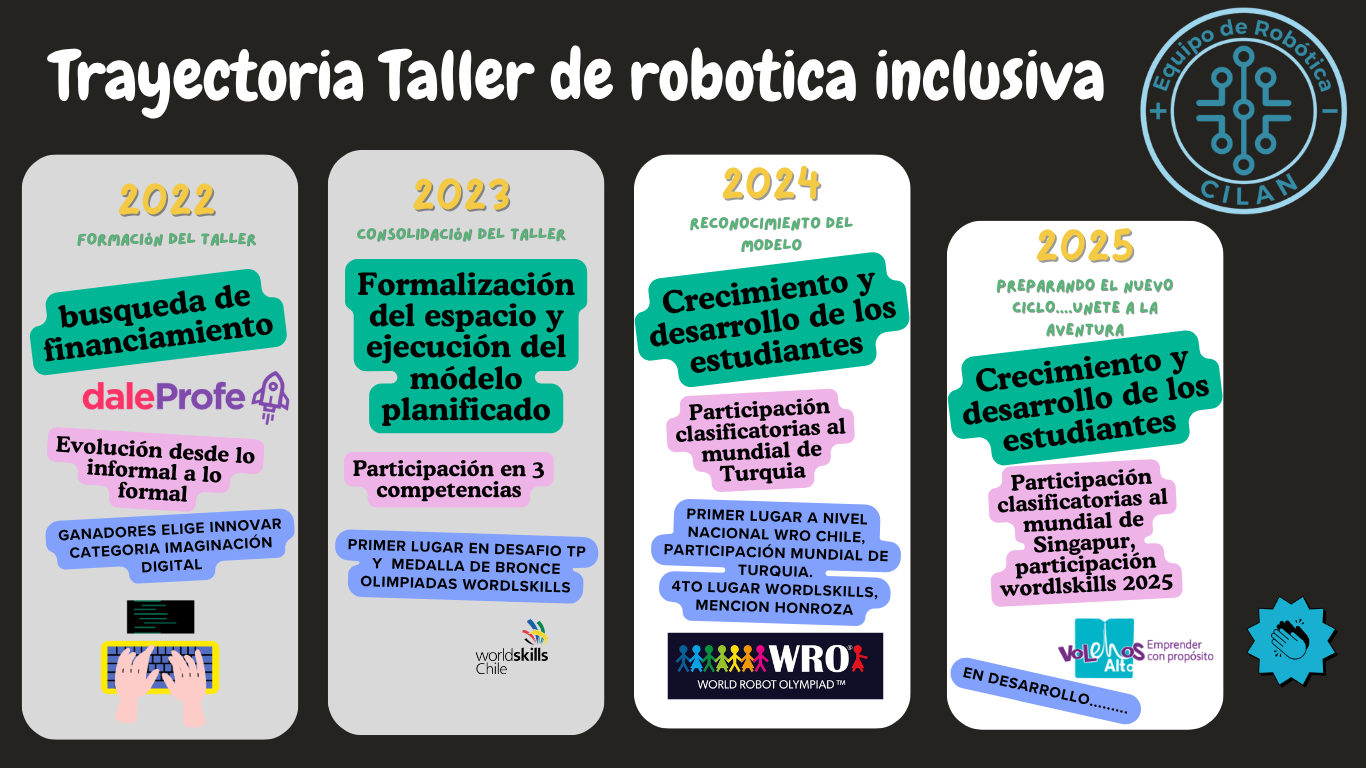 Trayectoria Taller de robotica inclusiva
+ Equipo de Robótica –
CILAN
2022
FORMACIÓN DEL TALLER
busqueda de
financiamiento
daleProfe
Evolución desde lo
informal a lo
formal
GANADORES ELIGE INNOVAR
CATEGORIA IMAGINACIÓN
DIGITAL
2023
CONSOLIDACIÓN DEL TALLER
Formalización
del espacio y
ejecución del
módelo
planificado
Participación en 3
competencias
PRIMER LUGAR EN DESAFIO TP
Y MEDALLA DE BRONCE
OLIMPIADAS WORDLSKILLS
worldskills
Chile
2024
RECONOCIMIENTO DEL
MODELO
Crecimiento y
desarrollo de los
estudiantes
Participación
clasificatorias al
mundial de
Turquia
PRIMER LUGAR A NIVEL
NACIONAL WRO CHILE,
PARTICIPACIÓN MUNDIAL DE
TURQUIA.
4TO LUGAR WORDLSKILLS,
MENCION HONROZA
WRO®
WORLD ROBOT OLYMPIAD™
2025
PREPARANDO EL NUEVO
CICLO....UNETE A LA
AVENTURA
Crecimiento y
desarrollo de los
estudiantes
Participación
clasificatorias al
mundial de
Singapur,
participación
wordlskills 2025
VoLemos
Alto
Emprender
con propósito
EN DESARROLLO.........